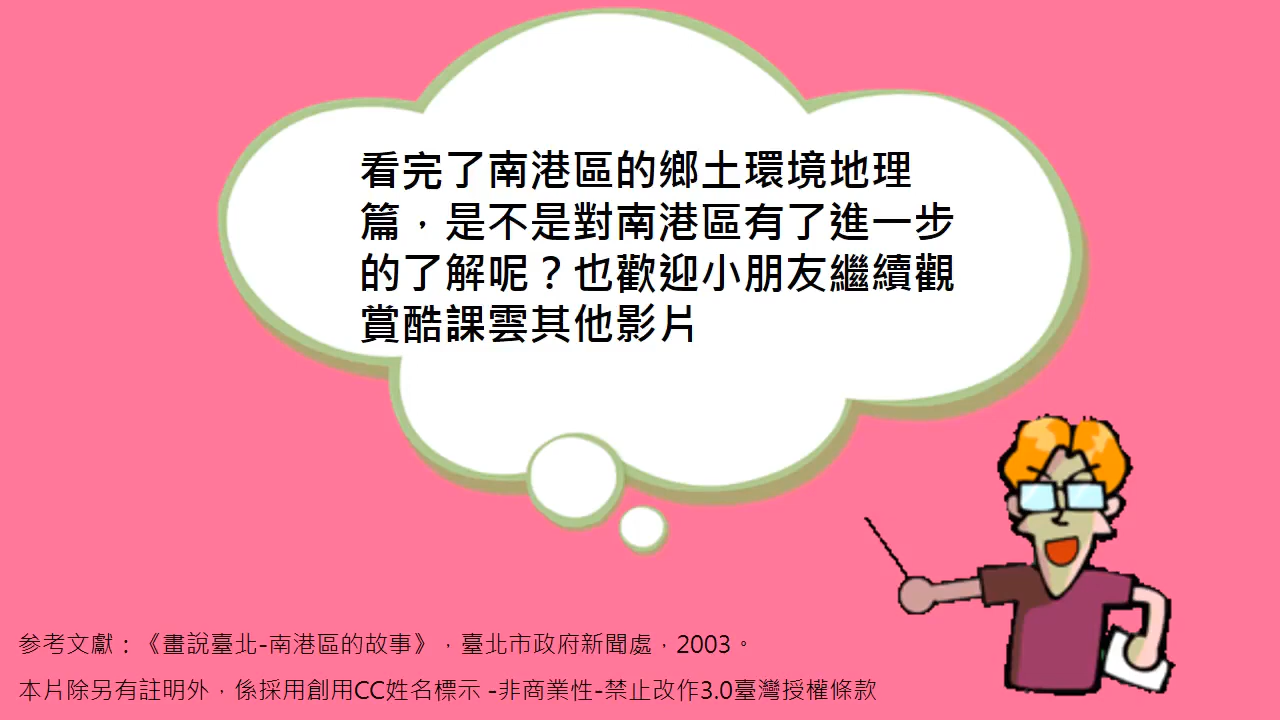 看完了南港區的鄉土環境地理
篇，是不是對南港區有了進一步
的了解呢？也歡迎小朋友繼續觀
賞酷課雲其他影片
参考文獻：《畫說臺北-南港區的故事》，臺北市政府新聞處，2003。
本片除另有註明外，係採用創用CC姓名標示 -非商業性-禁止改作3.0臺灣授權條款